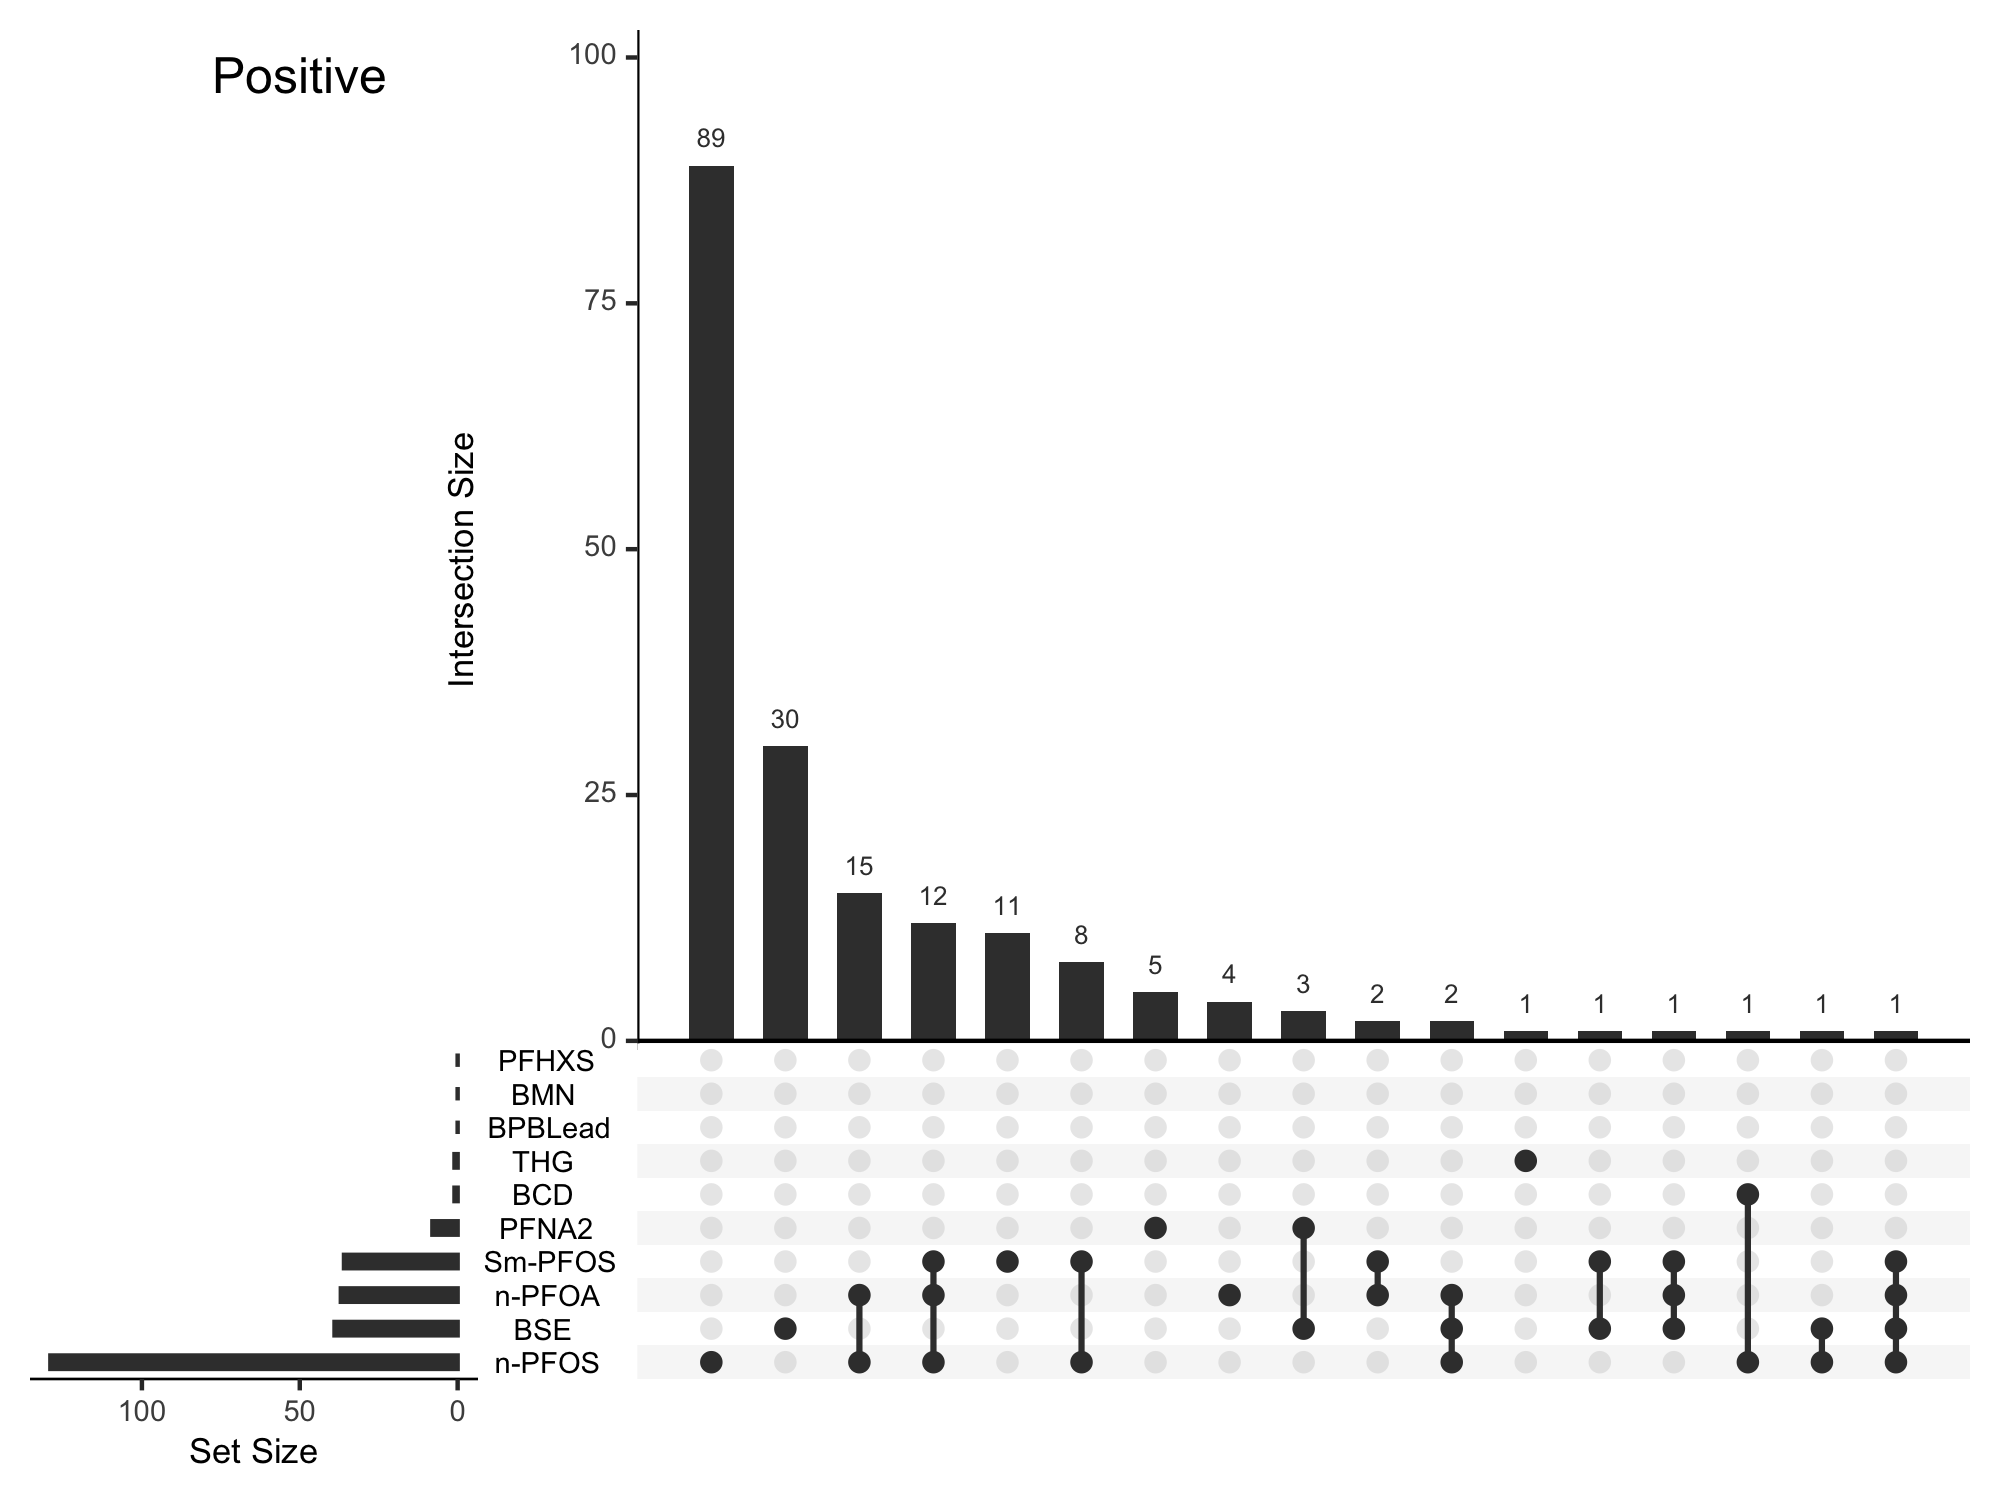 Positive
Intersection Size
100
75
50
25
0
89
30
15
12
11
8
5
4
3
2
2
1
1
1
1
1
1
PFHXS
BMN
BPBLead
THG
BCD
PFNA2
Sm-PFOS
n-PFOA
BSE
n-PFOS
100 50 0
Set Size